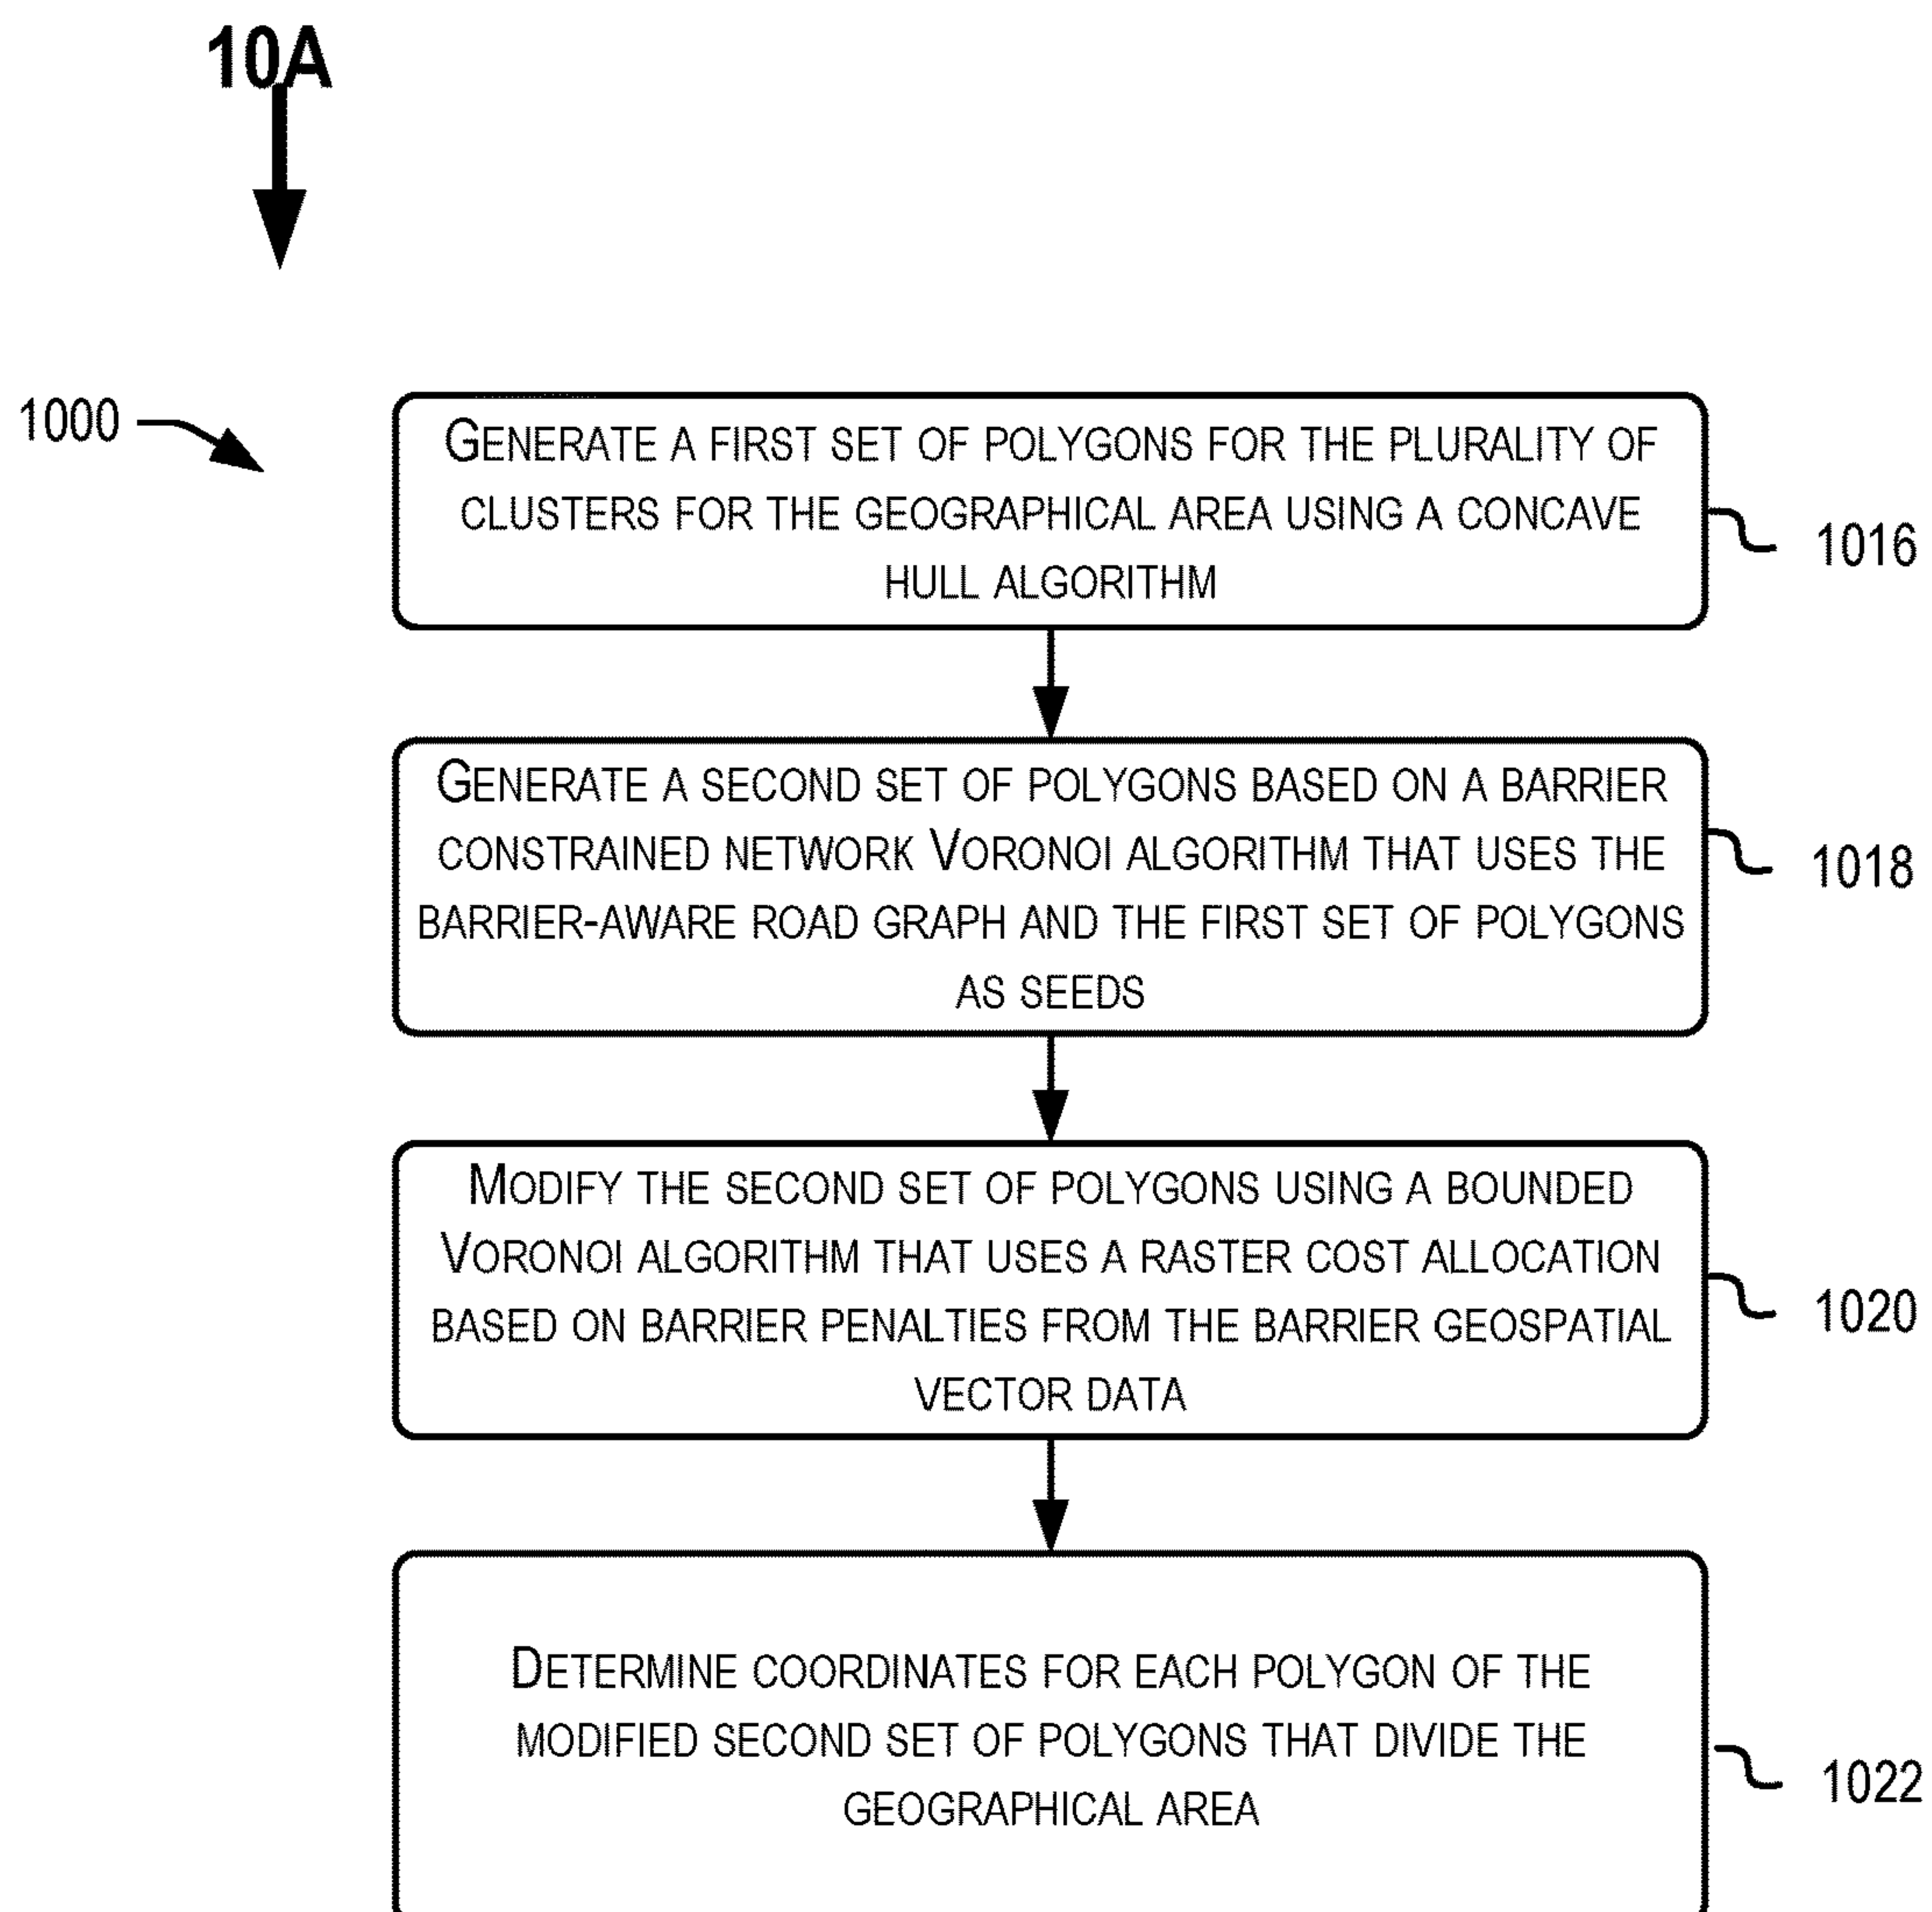 10A
1000
GENERATE A FIRST SET OF POLYGONS FOR THE PLURALITY OF
CLUSTERS FOR THE GEOGRAPHICAL AREA USING A CONCAVE
HULL ALGORITHM
1016
GENERATE A SECOND SET OF POLYGONS BASED ON A BARRIER
CONSTRAINED NETWORK VORONOI ALGORITHM THAT USES THE
BARRIER-AWARE ROAD GRAPH AND THE FIRST SET OF POLYGONS
AS SEEDS
1018
MODIFY THE SECOND SET OF POLYGONS USING A BOUNDED
VORONOI ALGORITHM THAT USES A RASTER COST ALLOCATION
BASED ON BARRIER PENALTIES FROM THE BARRIER GEOSPATIAL
VECTOR DATA
1020
DETERMINE COORDINATES FOR EACH POLYGON OF THE
MODIFIED SECOND SET OF POLYGONS THAT DIVIDE THE
GEOGRAPHICAL AREA
1022